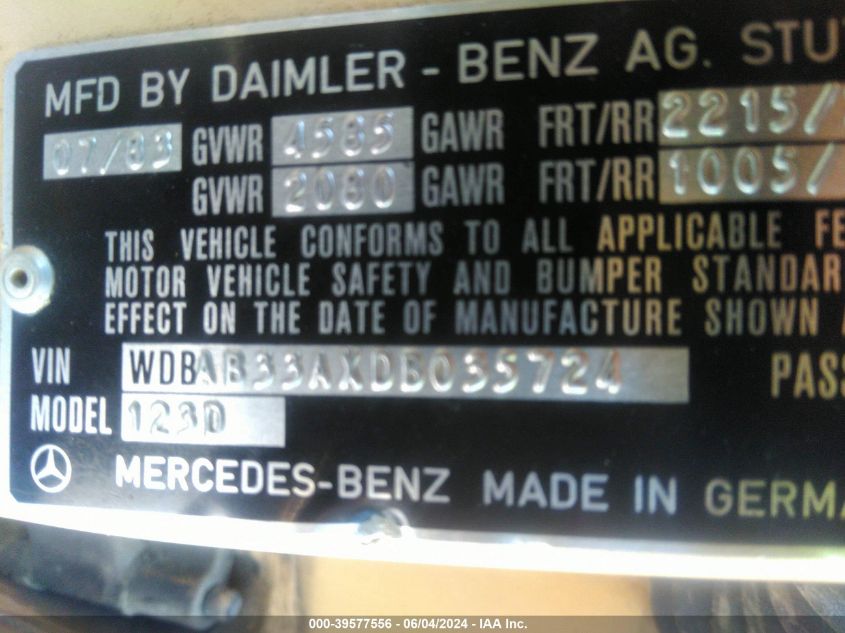 MFD BY DAIMLER - BENZ AG. STUT
07/83 GVWR 4585 GAWR FRT/RR 2215/
GVWR 2080 GAWR FRT/RR 1005/
THIS VEHICLE CONFORMS TO ALL APPLICABLE FE
MOTOR VEHICLE SAFETY AND BUMPER STANDAR
EFFECT ON THE DATE OF MANUFACTURE SHOWN A
VIN WDBAB33AXDB035724 PASS
MODEL 123D
MERCEDES-BENZ MADE IN GERMA
000-39577556 - 06/04/2024 - IAA Inc.